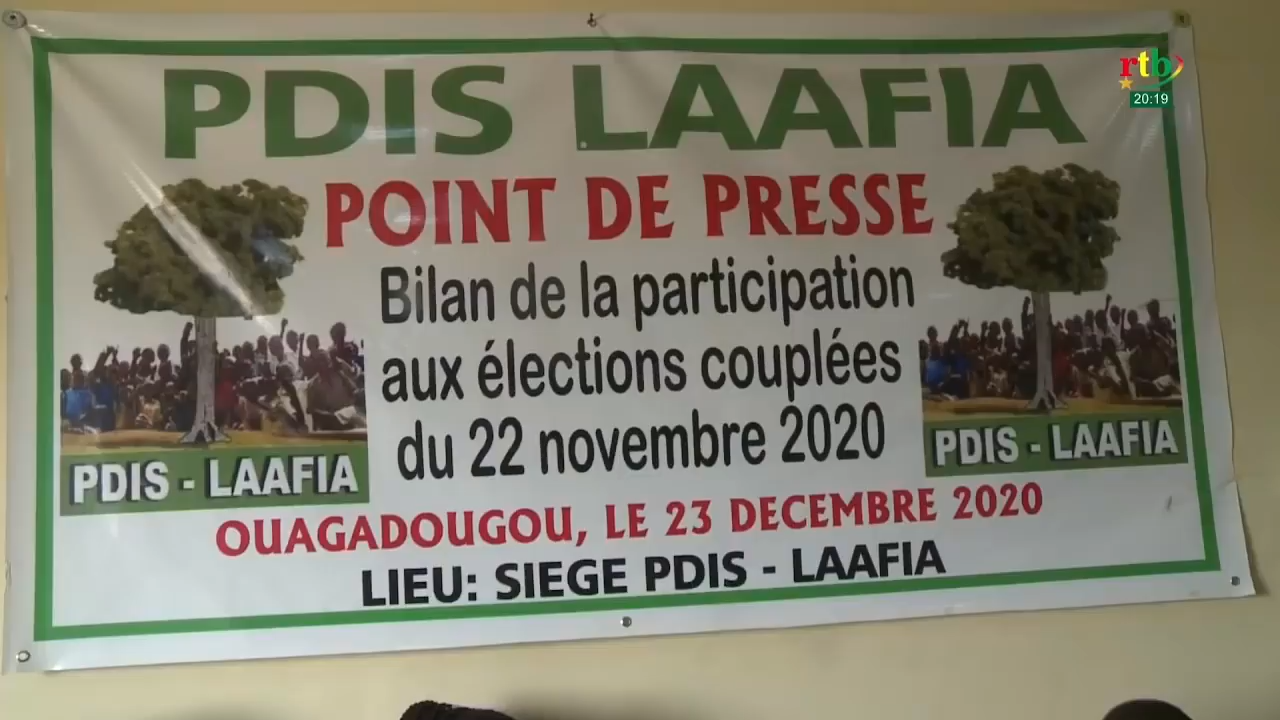 rtb
20:19
PDIS LAAFIA
POINT DE PRESSE
Bilan de la participation
aux élections couplées
du 22 novembre 2020
PDIS - LAAFIA
PDIS - LAAFIA
OUAGADOUGOU, LE 23 DECEMBRE 2020
LIEU: SIEGE PDIS - LAAFIA